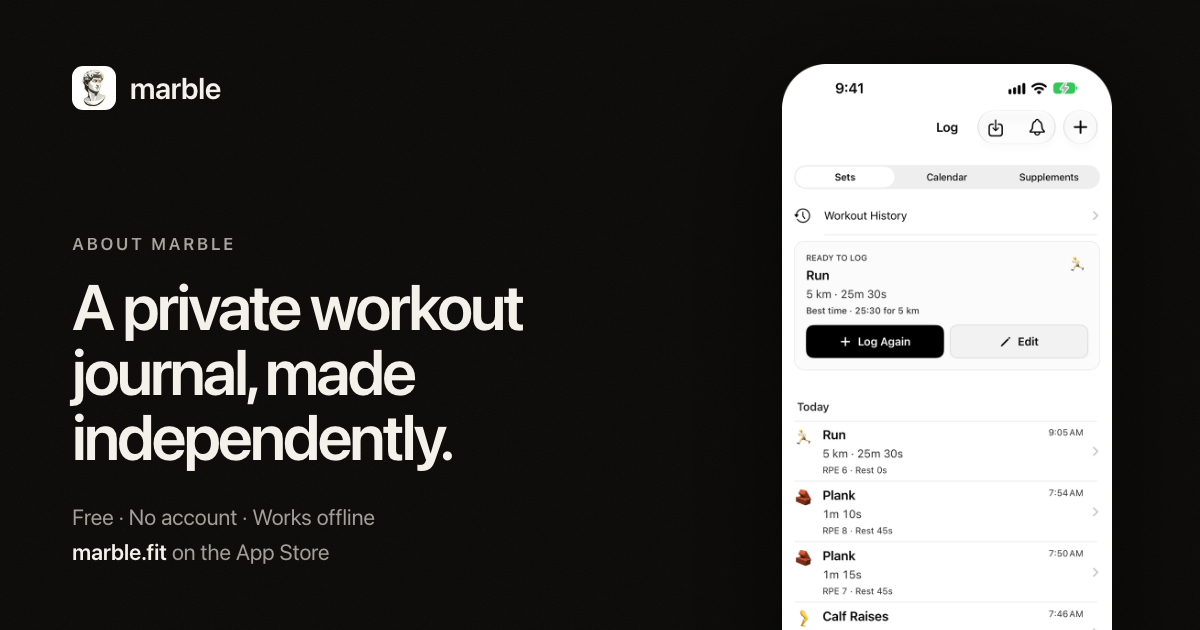 marble
ABOUT MARBLE
A private workout
journal, made
independently.
Free · No account · Works offline
marble.fit on the App Store
9:41
Log
Sets Calendar Supplements
Workout History
READY TO LOG
Run
5 km · 25m 30s
Best time · 25:30 for 5 km
+ Log Again Edit
Today
Run 9:05 AM
5 km · 25m 30s
RPE 6 · Rest 0s
Plank 7:54 AM
1m 10s
RPE 8 · Rest 45s
Plank 7:50 AM
1m 15s
RPE 7 · Rest 45s
Calf Raises 7:46 AM